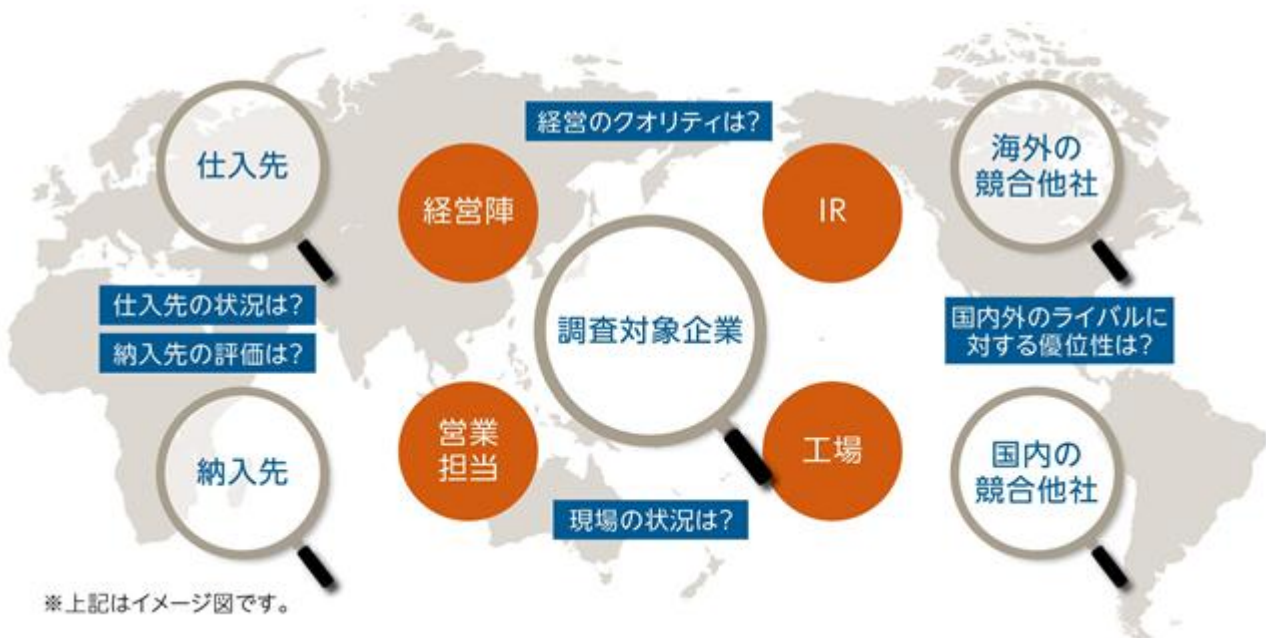 経営のクオリティは?
仕入先
経営陣
IR
海外の
競合他社
仕入先の状況は?
納入先の評価は?
調査対象企業
国内外のライバルに
対する優位性は?
納入先
営業
担当
工場
国内の
競合他社
現場の状況は?
※上記はイメージ図です。